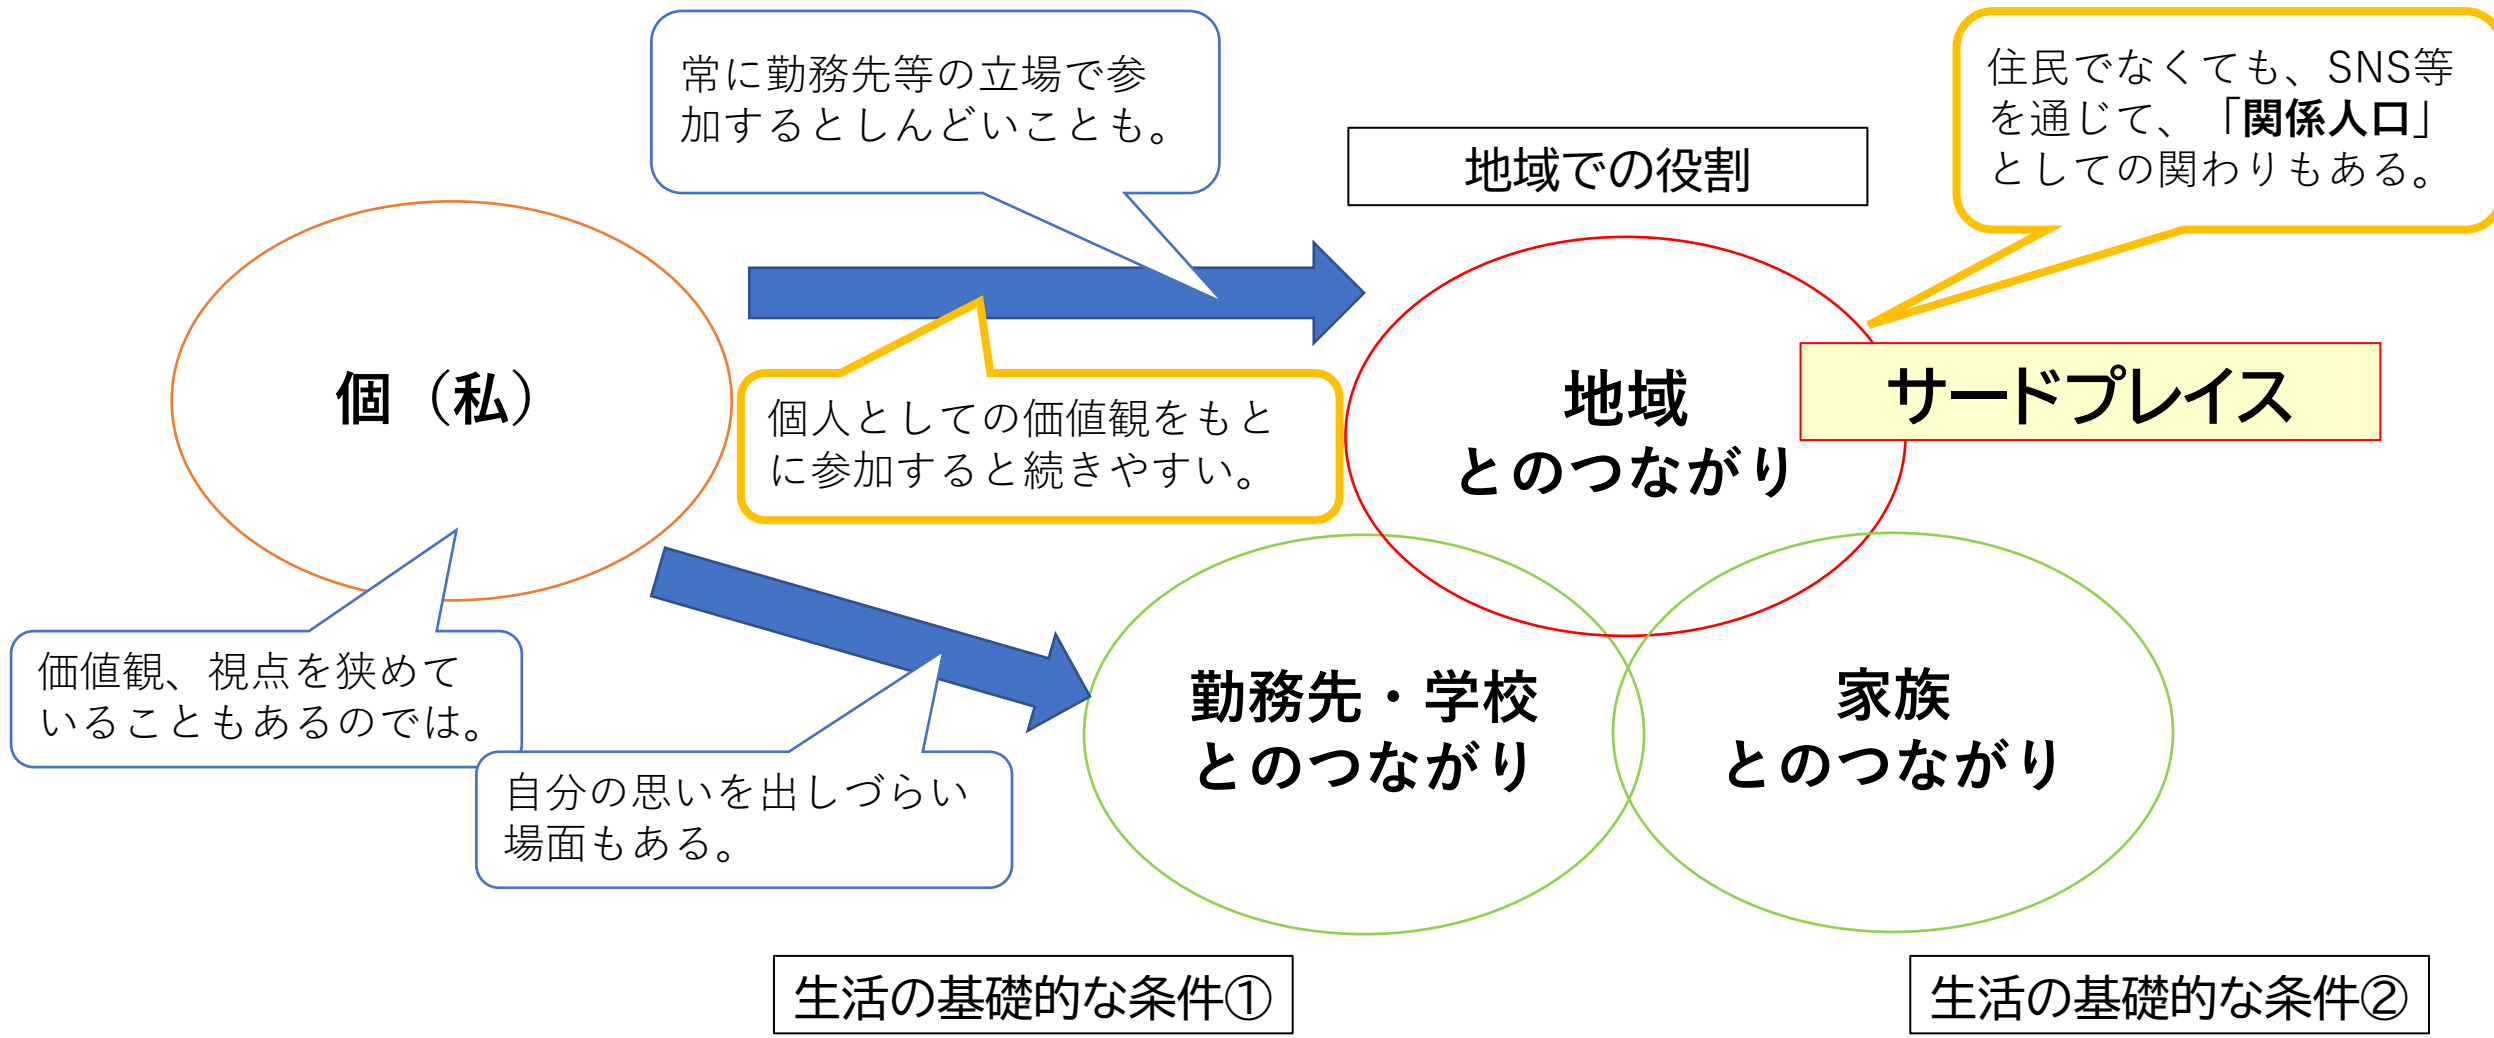 常に勤務先等の立場で参
加するとしんどいことも。
住民でなくても、SNS等
を通じて、「関係人口」
としての関わりもある。
地域での役割
個（私）
個人としての価値観をもと
に参加すると続きやすい。
地域
とのつながり
サードプレイス
価値観、視点を狭めて
いることもあるのでは。
自分の思いを出しづらい
場面もある。
勤務先・学校
とのつながり
家族
とのつながり
生活の基礎的な条件①
生活の基礎的な条件②